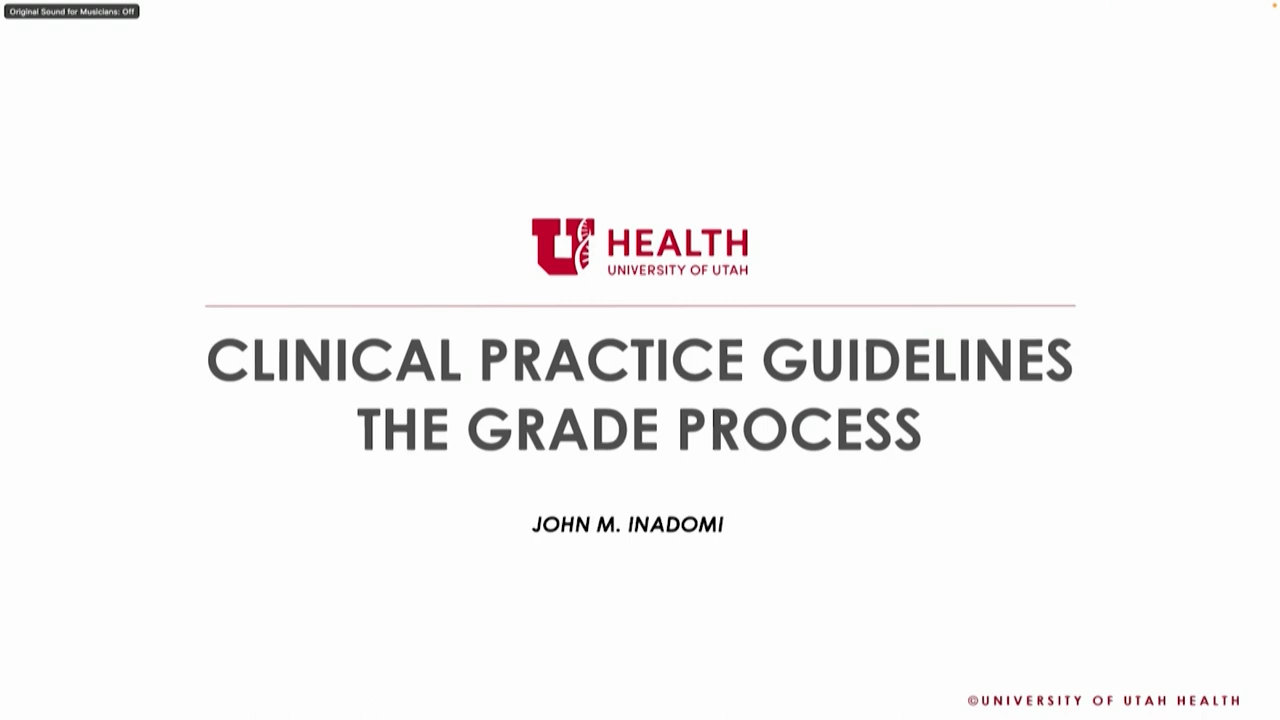 Original Sound for Musicians: Off
U HEALTH
UNIVERSITY OF UTAH
CLINICAL PRACTICE GUIDELINES
THE GRADE PROCESS
JOHN M. INADOMI
©UNIVERSITY OF UTAH HEALTH